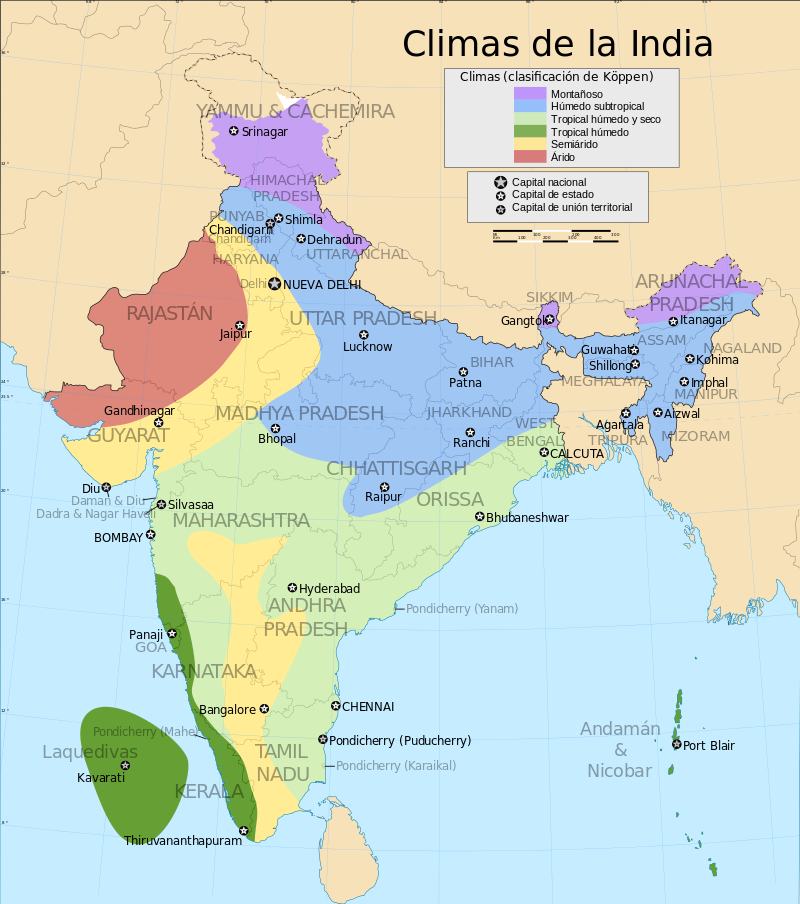 Climas de la India
Climas (clasificación de Köppen)
Montañoso
Húmedo subtropical
Tropical húmedo y seco
Tropical húmedo
Semiárido
Árido
Capital nacional
Capital de estado
Capital de unión territorial
YAMMU & CACHEMIRA
Srinagar
HIMACHAL
PRADESH
PUNYAB
Shimla
Chandigarh
Chandigarh
Dehradun
UTTARANCHAL
HARYANA
Delhi
NUEVA DELHI
RAJASTÁN
Jaipur
UTTAR PRADESH
Lucknow
SIKKIM
Gangtok
ARUNACHAL
PRADESH
Itanagar
ASSAM
NAGALAND
Guwahati
Kohima
Shillong
MEGHALAYA
Imphal
MANIPUR
BIHAR
Patna
Gandhinagar
GUYARAT
MADHYA PRADESH
Bhopal
JHARKHAND
Ranchi
WEST
BENGAL
CALCUTA
Agartala
TRIPURA
Aizwal
MIZORAM
CHHATTISGARH
Raipur
ORISSA
Bhubaneshwar
Diu
Daman & Diu
Dadra & Nagar Haveli
Silvasaa
MAHARASHTRA
BOMBAY
Hyderabad
ANDHRA
PRADESH
Pondicherry (Yanam)
Panaji
GOA
KARNATAKA
Bangalore
CHENNAI
Pondicherry (Mahe)
Pondicherry (Puducherry)
Laquedivas
Kavarati
TAMIL
NADU
Pondicherry (Karaikal)
KERALA
Thiruvananthapuram
Andamán
&
Nicobar
Port Blair